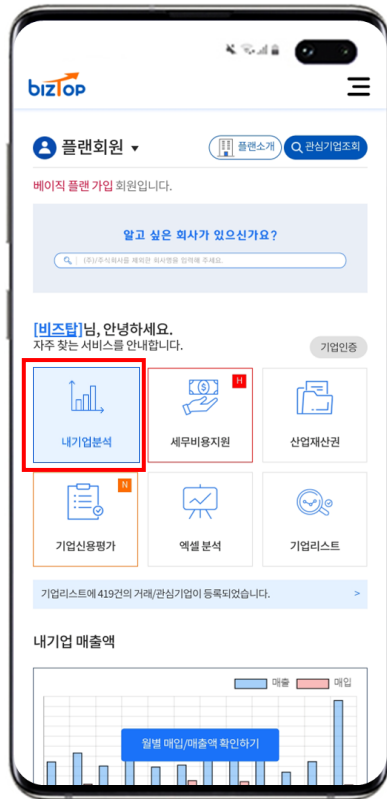 bizTOP
플랜회원 ▼
플랜소개
관심기업조회
베이직 플랜 가입 회원입니다.
알고 싶은 회사가 있으신가요?
(주)/주식회사를 제외한 회사명을 입력해 주세요.
[비즈탑]님, 안녕하세요.
자주 찾는 서비스를 안내합니다.
기업인증
내기업분석
H
세무비용지원
산업재산권
N
기업신용평가
엑셀 분석
기업리스트
기업리스트에 419건의 거래/관심기업이 등록되었습니다. >
내기업 매출액
매출 매입
월별 매입/매출액 확인하기